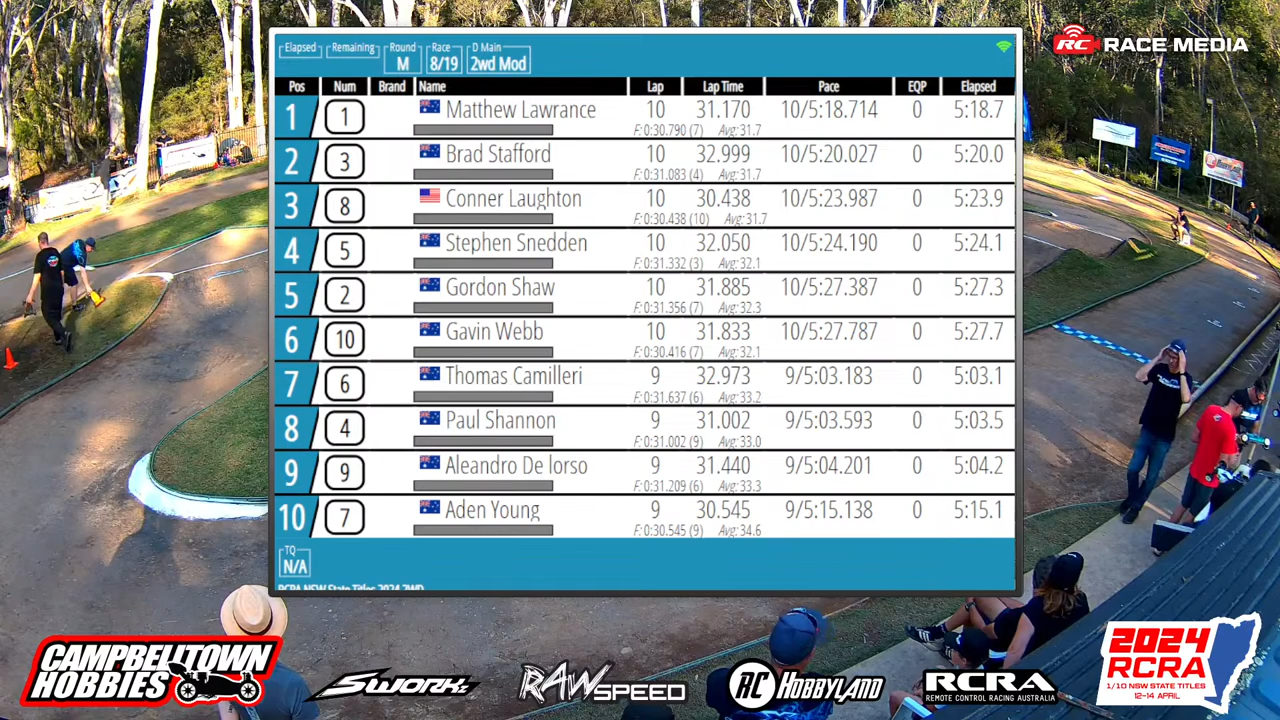 RC RACE MEDIA
Elapsed Remaining Round Race D Main
M 8/19 2wd Mod
Pos Num Brand Name Lap Lap Time Pace EQP Elapsed
1 1 Matthew Lawrance 10 31.170 10/5:18.714 0 5:18.7
F: 0:30.790 (7) Avg: 31.7
2 3 Brad Stafford 10 32.999 10/5:20.027 0 5:20.0
F: 0:31.083 (4) Avg: 31.7
3 8 Conner Laughton 10 30.438 10/5:23.987 0 5:23.9
F: 0:30.438 (10) Avg: 31.7
4 5 Stephen Snedden 10 32.050 10/5:24.190 0 5:24.1
F: 0:31.332 (3) Avg: 32.1
5 2 Gordon Shaw 10 31.885 10/5:27.387 0 5:27.3
F: 0:31.356 (7) Avg: 32.3
6 10 Gavin Webb 10 31.833 10/5:27.787 0 5:27.7
F: 0:30.416 (7) Avg: 32.1
7 6 Thomas Camilleri 9 32.973 9/5:03.183 0 5:03.1
F: 0:31.637 (6) Avg: 33.2
8 4 Paul Shannon 9 31.002 9/5:03.593 0 5:03.5
F: 0:31.002 (9) Avg: 33.0
9 9 Aleandro De Iorso 9 31.440 9/5:04.201 0 5:04.2
F: 0:31.209 (6) Avg: 33.3
10 7 Aden Young 9 30.545 9/5:15.138 0 5:15.1
F: 0:30.545 (9) Avg: 34.6
TQ
N/A
RCRA NSW State Titles 2024 2WD
CAMPBELLTOWN
HOBBIES
SWORKz
RAW SPEED
RC HOBBYLAND
RCRA
REMOTE CONTROL RACING AUSTRALIA
2024
RCRA
1/10 NSW STATE TITLES
12-14 APRIL